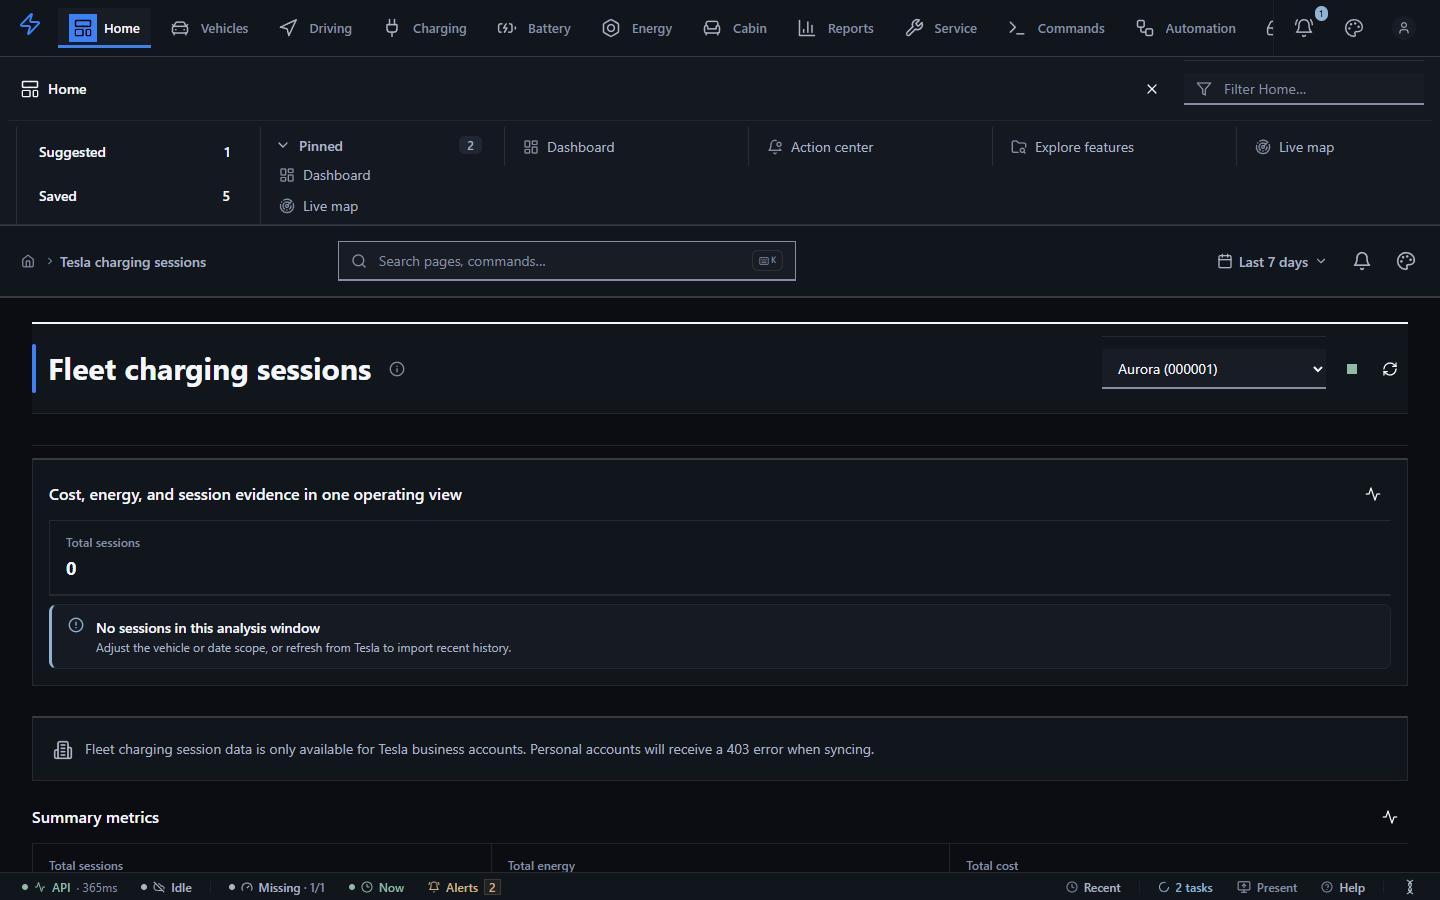 Home
Vehicles
Driving
Charging
Battery
Energy
Cabin
Reports
Service
Commands
Automation
1
Home
Filter Home...
Suggested 1
Saved 5
Pinned 2
Dashboard
Live map
Dashboard
Action center
Explore features
Live map
Tesla charging sessions
Search pages, commands...
K
Last 7 days
Fleet charging sessions
Aurora (000001)
Cost, energy, and session evidence in one operating view
Total sessions
0
No sessions in this analysis window
Adjust the vehicle or date scope, or refresh from Tesla to import recent history.
Fleet charging session data is only available for Tesla business accounts. Personal accounts will receive a 403 error when syncing.
Summary metrics
Total sessions
Total energy
Total cost
API · 365ms
Idle
Missing · 1/1
Now
Alerts 2
Recent
2 tasks
Present
Help